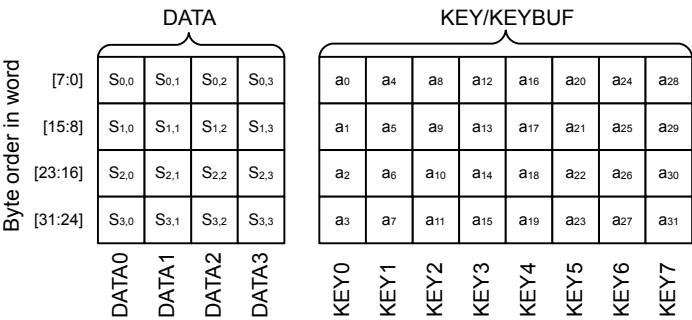 DATA KEY/KEYBUF
Byte order in word
[7:0] S0,0 S0,1 S0,2 S0,3 a0 a4 a8 a12 a16 a20 a24 a28
[15:8] S1,0 S1,1 S1,2 S1,3 a1 a5 a9 a13 a17 a21 a25 a29
[23:16] S2,0 S2,1 S2,2 S2,3 a2 a6 a10 a14 a18 a22 a26 a30
[31:24] S3,0 S3,1 S3,2 S3,3 a3 a7 a11 a15 a19 a23 a27 a31
DATA0 DATA1 DATA2 DATA3 KEY0 KEY1 KEY2 KEY3 KEY4 KEY5 KEY6 KEY7